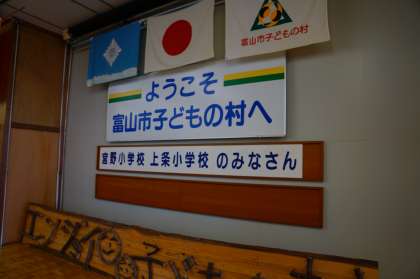 富山市子どもの村
ようこそ
富山市子どもの村へ
宮野小学校 上条小学校 のみなさん